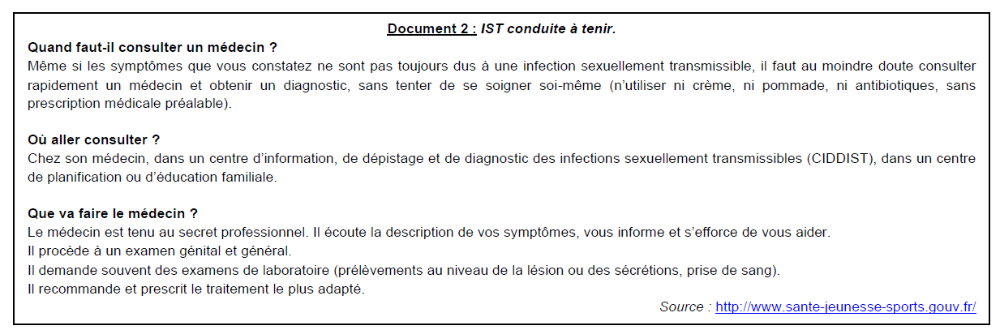 Document 2 : IST conduite à tenir.
Quand faut-il consulter un médecin ?
Même si les symptômes que vous constatez ne sont pas toujours dus à une infection sexuellement transmissible, il faut au moindre doute consulter
rapidement un médecin et obtenir un diagnostic, sans tenter de se soigner soi-même (n’utiliser ni crème, ni pommade, ni antibiotiques, sans
prescription médicale préalable).
Où aller consulter ?
Chez son médecin, dans un centre d’information, de dépistage et de diagnostic des infections sexuellement transmissibles (CIDDIST), dans un centre
de planification ou d’éducation familiale.
Que va faire le médecin ?
Le médecin est tenu au secret professionnel. Il écoute la description de vos symptômes, vous informe et s’efforce de vous aider.
Il procède à un examen génital et général.
Il demande souvent des examens de laboratoire (prélèvements au niveau de la lésion ou des sécrétions, prise de sang).
Il recommande et prescrit le traitement le plus adapté.
Source : http://www.sante-jeunesse-sports.gouv.fr/